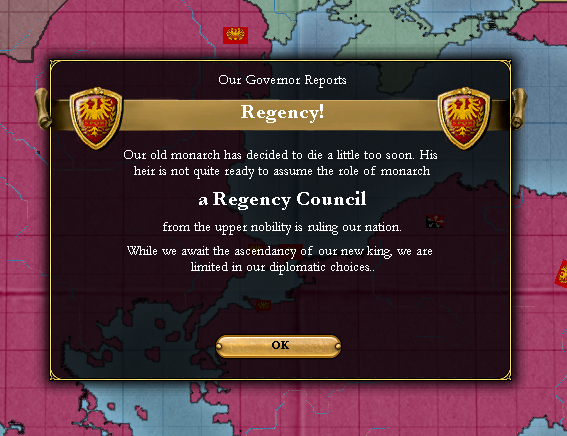 Our Governor Reports
Regency!
Our old monarch has decided to die a little too soon. His
heir is not quite ready to assume the role of monarch
a Regency Council
from the upper nobility is ruling our nation.
While we await the ascendancy of our new king, we are
limited in our diplomatic choices..
OK